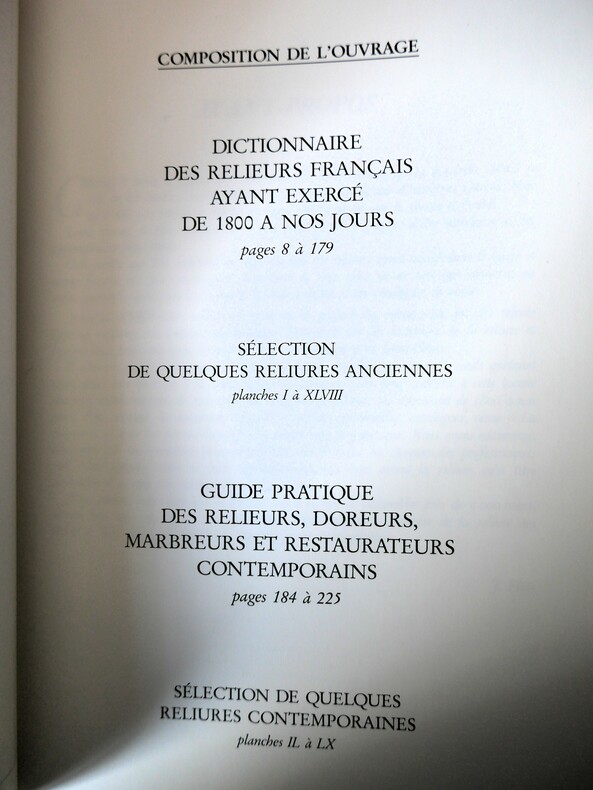 COMPOSITION DE L'OUVRAGE
DICTIONNAIRE
DES RELIEURS FRANÇAIS
AYANT EXERCÉ
DE 1800 A NOS JOURS
pages 8 à 179
SÉLECTION
DE QUELQUES RELIURES ANCIENNES
planches I à XLVIII
GUIDE PRATIQUE
DES RELIEURS, DOREURS,
MARBREURS ET RESTAURATEURS
CONTEMPORAINS
pages 184 à 225
SÉLECTION DE QUELQUES
RELIURES CONTEMPORAINES
planches IL à LX